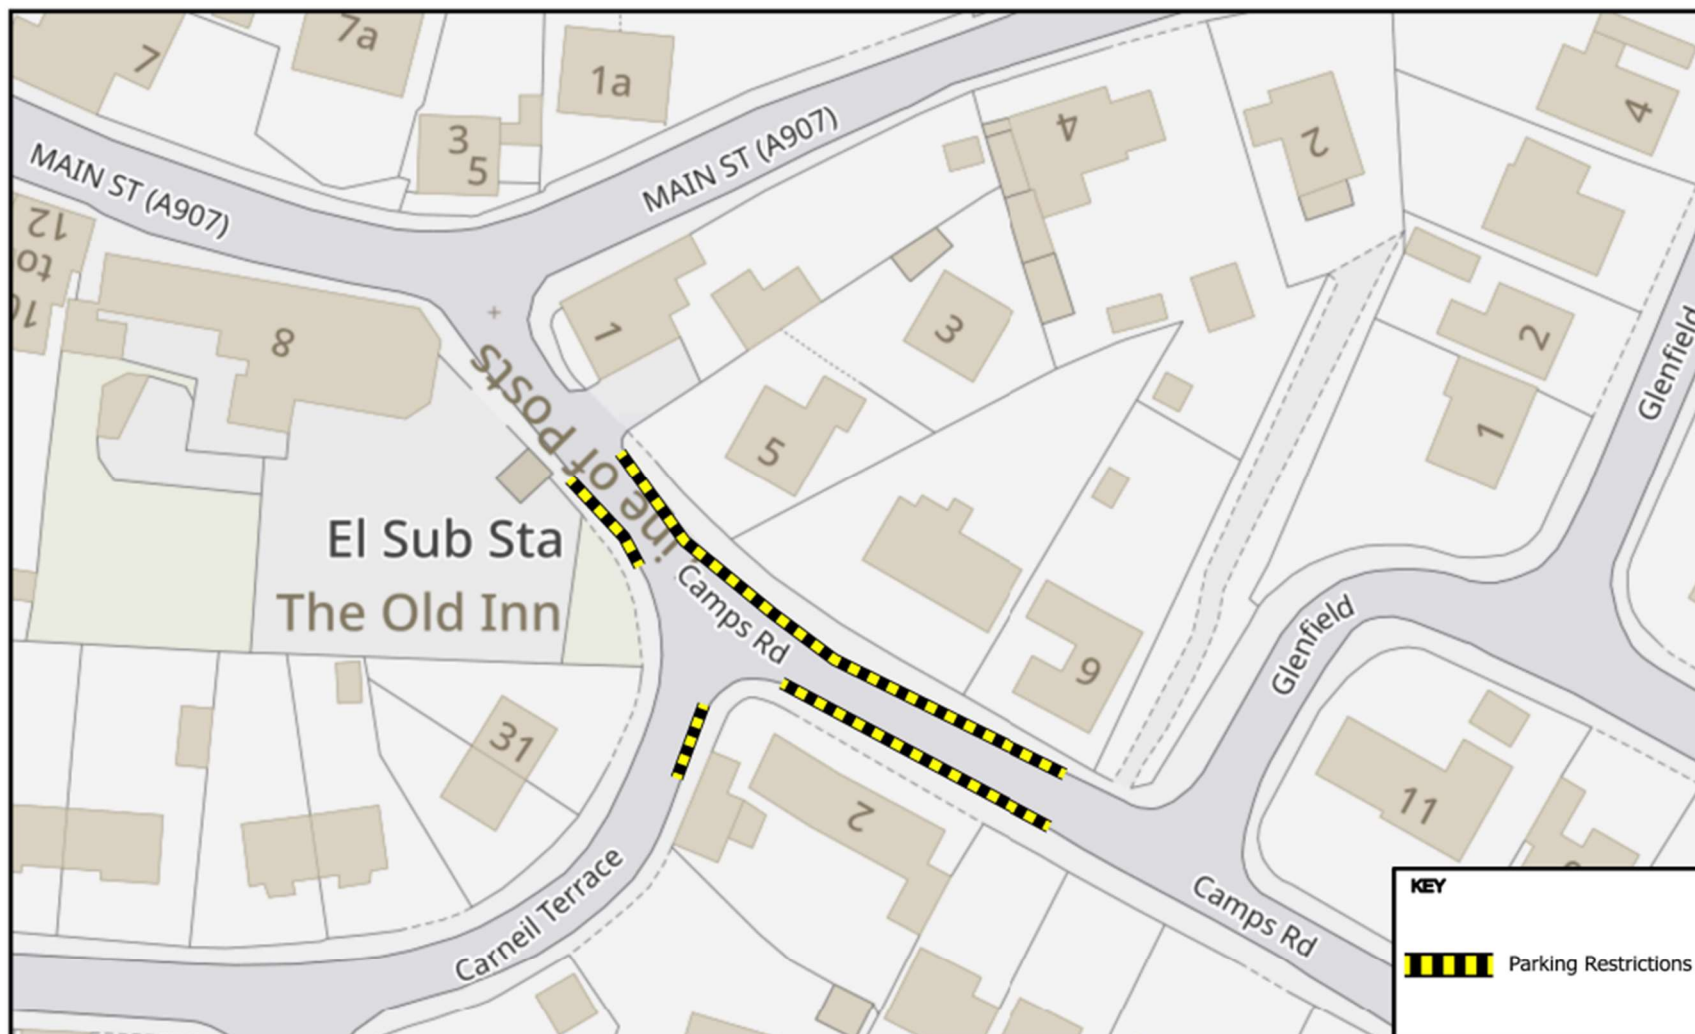 7
7a
1a
3
5
MAIN ST (A907)
MAIN ST (A907)
4
2
4
12
to
10
8
1
3
5
2
1
Glenfield
ine of Posts
El Sub Sta
The Old Inn
Camps Rd
9
Glenfield
31
2
11
Carneil Terrace
Camps Rd
KEY
Parking Restrictions